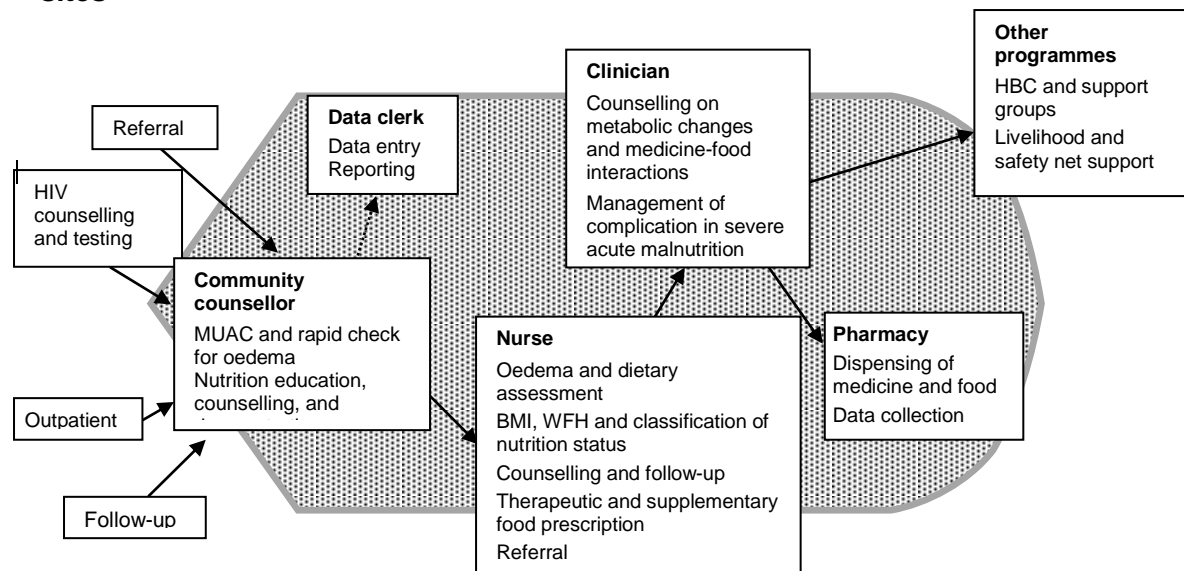 Other
programmes
HBC and support
groups
Livelihood and
safety net support
Clinician
Counselling on
metabolic changes
and medicine-food
interactions
Management of
complication in severe
acute malnutrition
Referral
Data clerk
Data entry
Reporting
HIV
counselling
and testing
Community
counsellor
MUAC and rapid check
for oedema
Nutrition education,
counselling, and
Outpatient
Follow-up
Nurse
Oedema and dietary
assessment
BMI, WFH and classification of
nutrition status
Counselling and follow-up
Therapeutic and supplementary
food prescription
Referral
Pharmacy
Dispensing of
medicine and food
Data collection